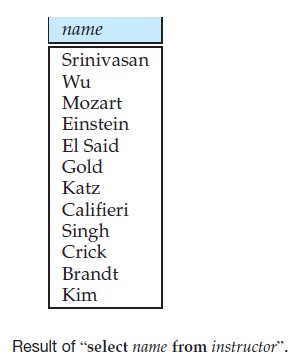 name
Srinivasan
Wu
Mozart
Einstein
El Said
Gold
Katz
Califieri
Singh
Crick
Brandt
Kim
Result of “select name from instructor”.